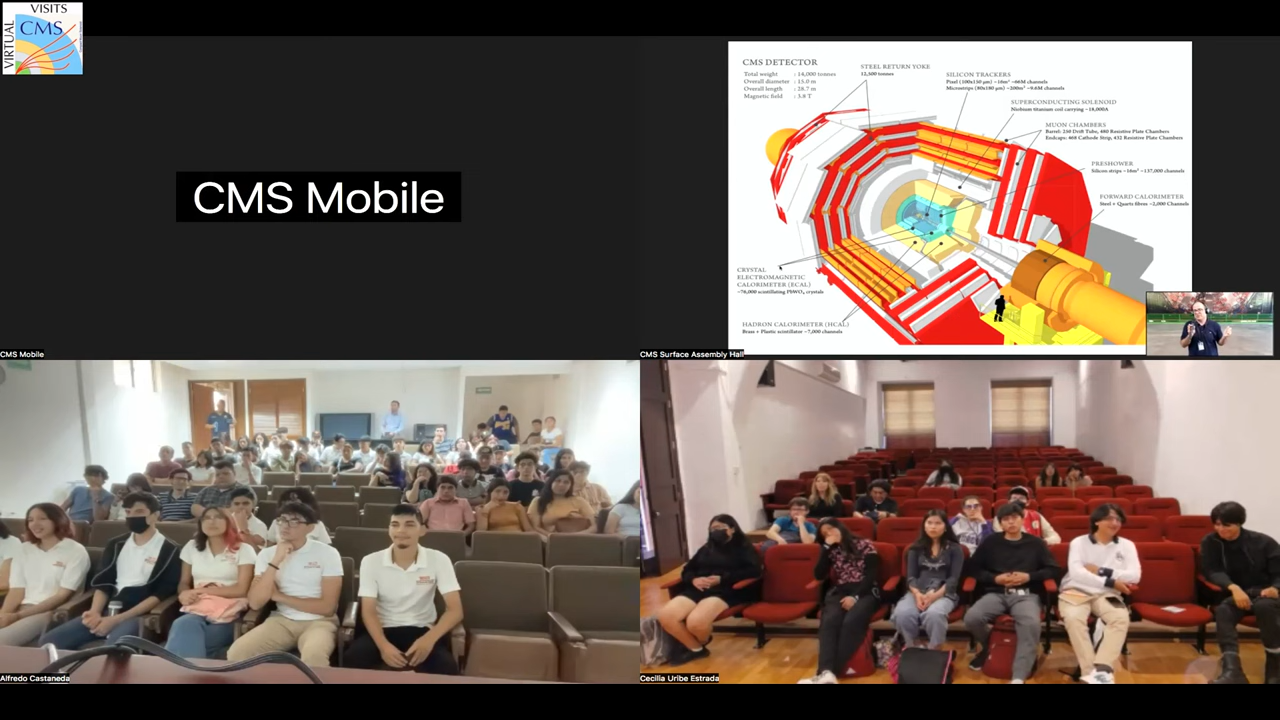 VISITS
VIRTUAL
CMS
CMS Mobile
CMS Mobile
CMS DETECTOR
Total weight : 14,000 tonnes
Overall diameter : 15.0 m
Overall length : 28.7 m
Magnetic field : 3.8 T
STEEL RETURN YOKE
12,500 tonnes
SILICON TRACKERS
Pixel (100x150 μm) ~16m² ~66M channels
Microstrips (80x180 μm) ~200m² ~9.6M channels
SUPERCONDUCTING SOLENOID
Niobium titanium coil carrying ~18,000A
MUON CHAMBERS
Barrel: 250 Drift Tube, 480 Resistive Plate Chambers
Endcaps: 468 Cathode Strip, 432 Resistive Plate Chambers
PRESHOWER
Silicon strips ~16m² ~137,000 channels
FORWARD CALORIMETER
Steel + Quartz fibres ~2,000 Channels
CRYSTAL
ELECTROMAGNETIC
CALORIMETER (ECAL)
~76,000 scintillating PbWO₄ crystals
HADRON CALORIMETER (HCAL)
Brass + Plastic scintillator ~7,000 channels
CMS Surface Assembly Hall
Alfredo Castaneda
Cecilia Uribe Estrada